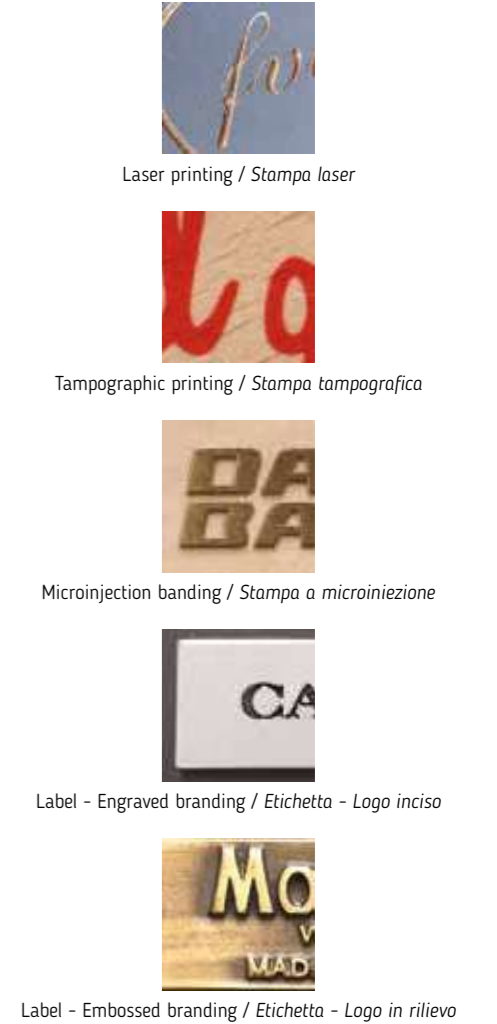 Laser printing / Stampa laser
Tampographic printing / Stampa tampografica
DA
BA
Microinjection banding / Stampa a microiniezione
CA
Label - Engraved branding / Etichetta - Logo inciso
Mo
MAD
Label - Embossed branding / Etichetta - Logo in rilievo